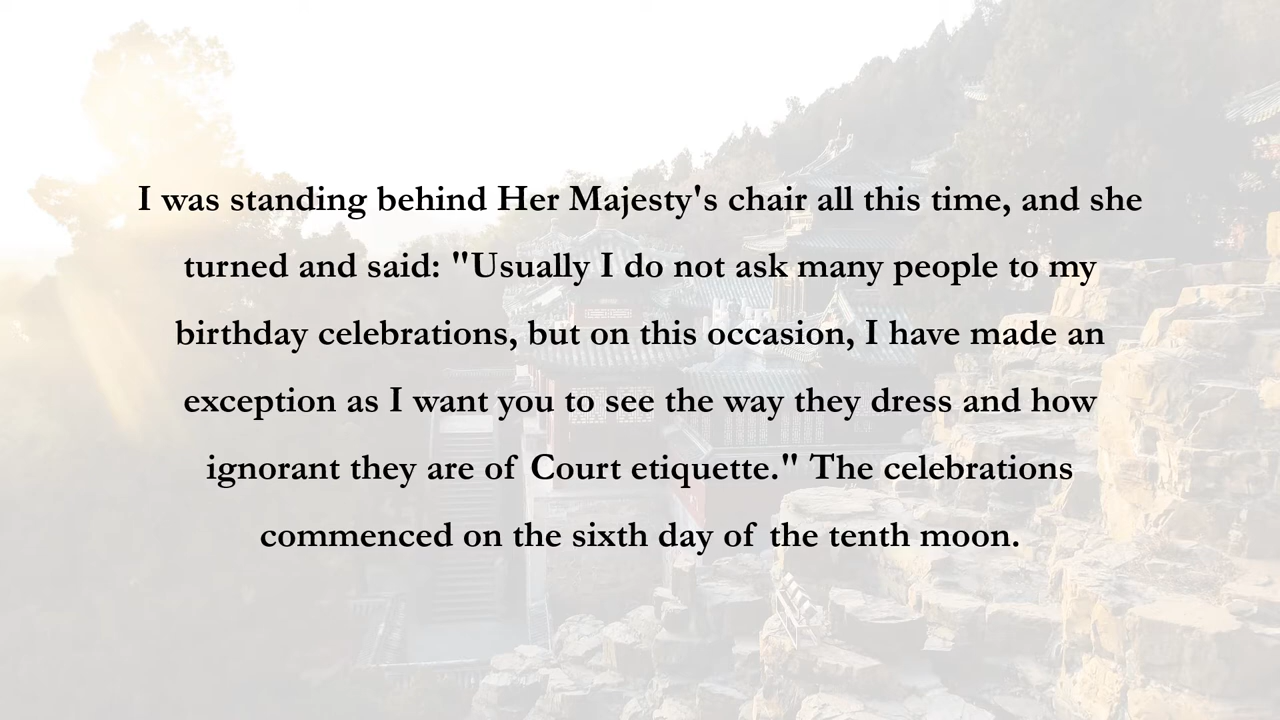 I was standing behind Her Majesty's chair all this time, and she
turned and said: "Usually I do not ask many people to my
birthday celebrations, but on this occasion, I have made an
exception as I want you to see the way they dress and how
ignorant they are of Court etiquette." The celebrations
commenced on the sixth day of the tenth moon.